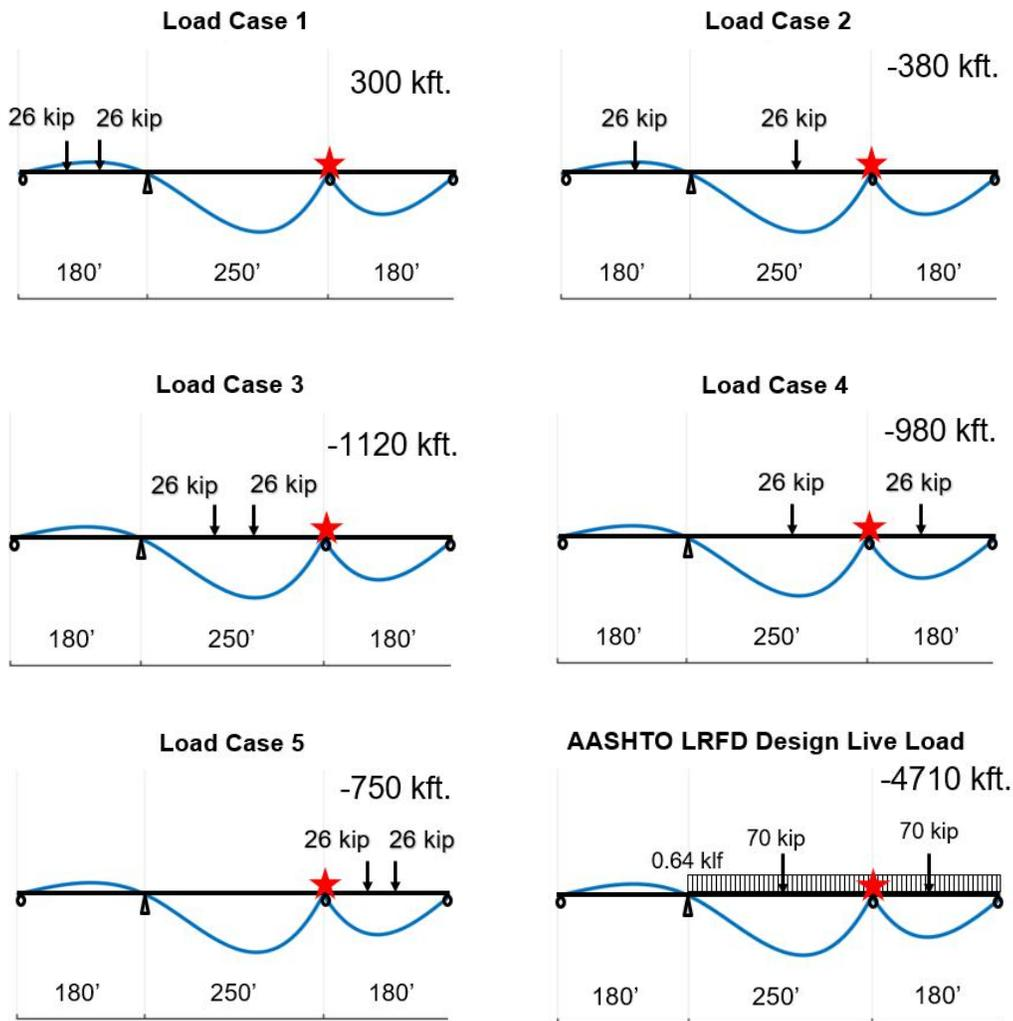 Load Case 1
300 kft.
26 kip 26 kip
180’ 250’ 180’
Load Case 2
-380 kft.
26 kip 26 kip
180’ 250’ 180’
Load Case 3
-1120 kft.
26 kip 26 kip
180’ 250’ 180’
Load Case 4
-980 kft.
26 kip 26 kip
180’ 250’ 180’
Load Case 5
-750 kft.
26 kip 26 kip
180’ 250’ 180’
AASHTO LRFD Design Live Load
-4710 kft.
70 kip 70 kip
0.64 klf
180’ 250’ 180’